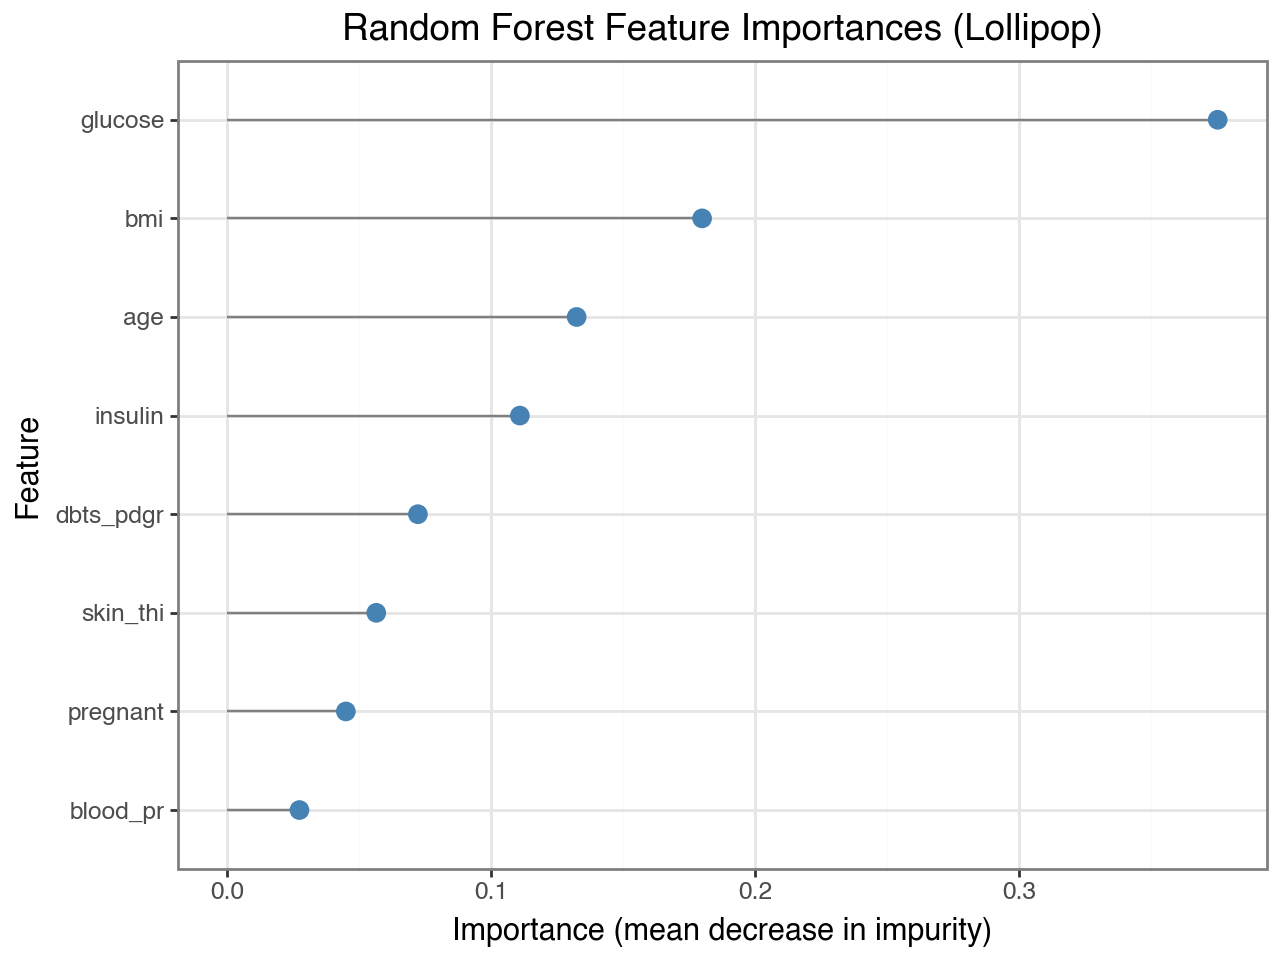 Random Forest Feature Importances (Lollipop)
glucose
bmi
age
insulin
dbts_pdgr
skin_thi
pregnant
blood_pr
Feature
0.0
0.1
0.2
0.3
Importance (mean decrease in impurity)